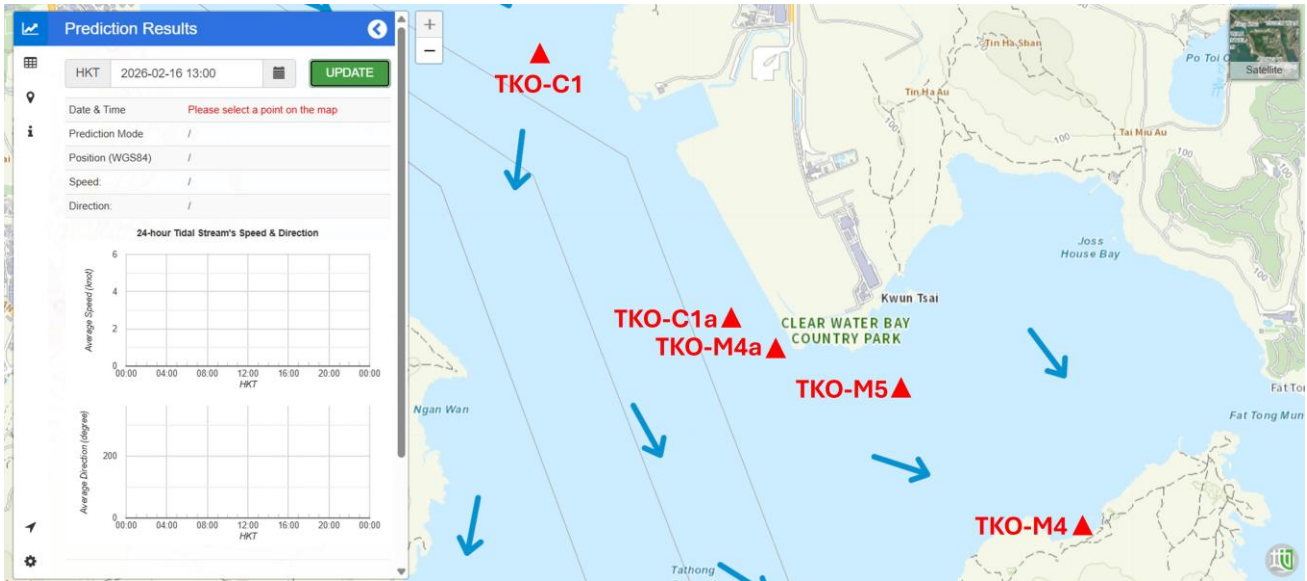 Prediction Results
HKT 2026-02-16 13:00 UPDATE
Date & Time Please select a point on the map
Prediction Mode /
Position (WGS84) /
Speed: /
Direction: /
24-hour Tidal Stream's Speed & Direction
Average Speed (knot)
6
4
2
0
00:00 04:00 08:00 12:00 16:00 20:00 00:00
HKT
Average Direction (degree)
200
0
00:00 04:00 08:00 12:00 16:00 20:00 00:00
HKT
+
−
TKO-C1
Tin Ha Shan
Tin Ha Au
Po Toi
Satellite
Tai Miu Au
100
100
100
100
Joss
House Bay
Kwun Tsai
TKO-C1a
CLEAR WATER BAY
COUNTRY PARK
TKO-M4a
TKO-M5
Ngan Wan
Fat Tong Mun
TKO-M4
Tathong